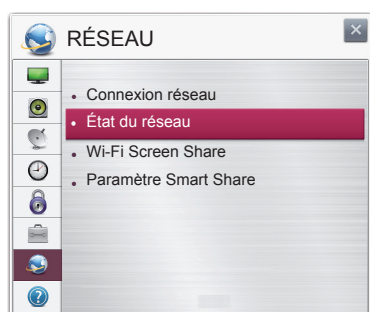 RÉSEAU
Connexion réseau
État du réseau
Wi-Fi Screen Share
Paramètre Smart Share